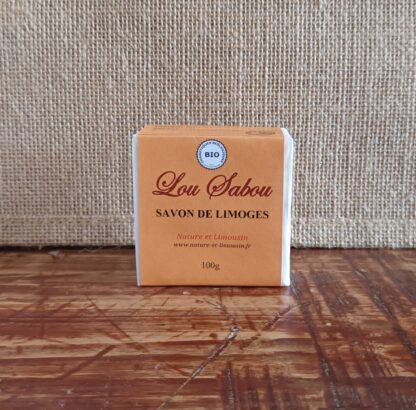 BIO
Lou Sabou
SAVON DE LIMOGES
Nature et Limousin
www.nature-et-limousin.fr
100g